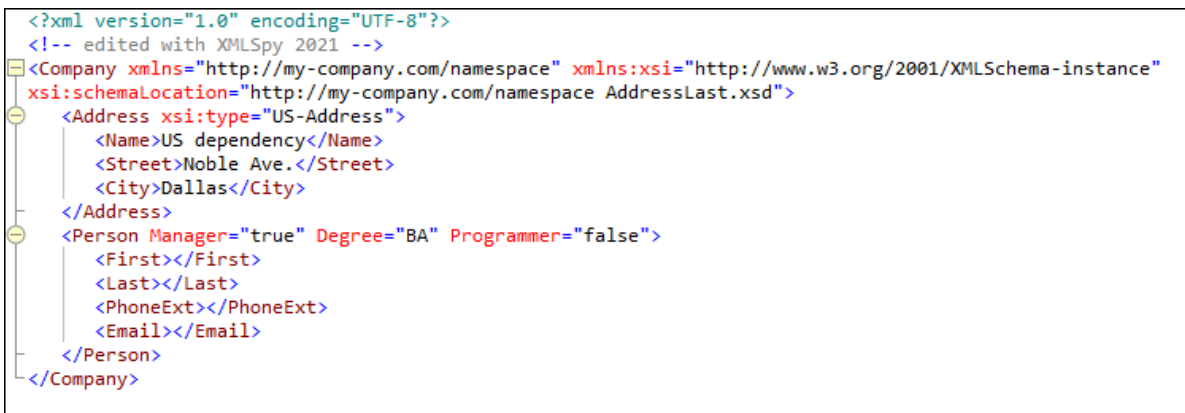 <?xml version="1.0" encoding="UTF-8"?>
<!-- edited with XMLSpy 2021 -->
<Company xmlns="http://my-company.com/namespace" xmlns:xsi="http://www.w3.org/2001/XMLSchema-instance"
xsi:schemaLocation="http://my-company.com/namespace AddressLast.xsd">
<Address xsi:type="US-Address">
<Name>US dependency</Name>
<Street>Noble Ave.</Street>
<City>Dallas</City>
</Address>
<Person Manager="true" Degree="BA" Programmer="false">
<First></First>
<Last></Last>
<PhoneExt></PhoneExt>
<Email></Email>
</Person>
</Company>